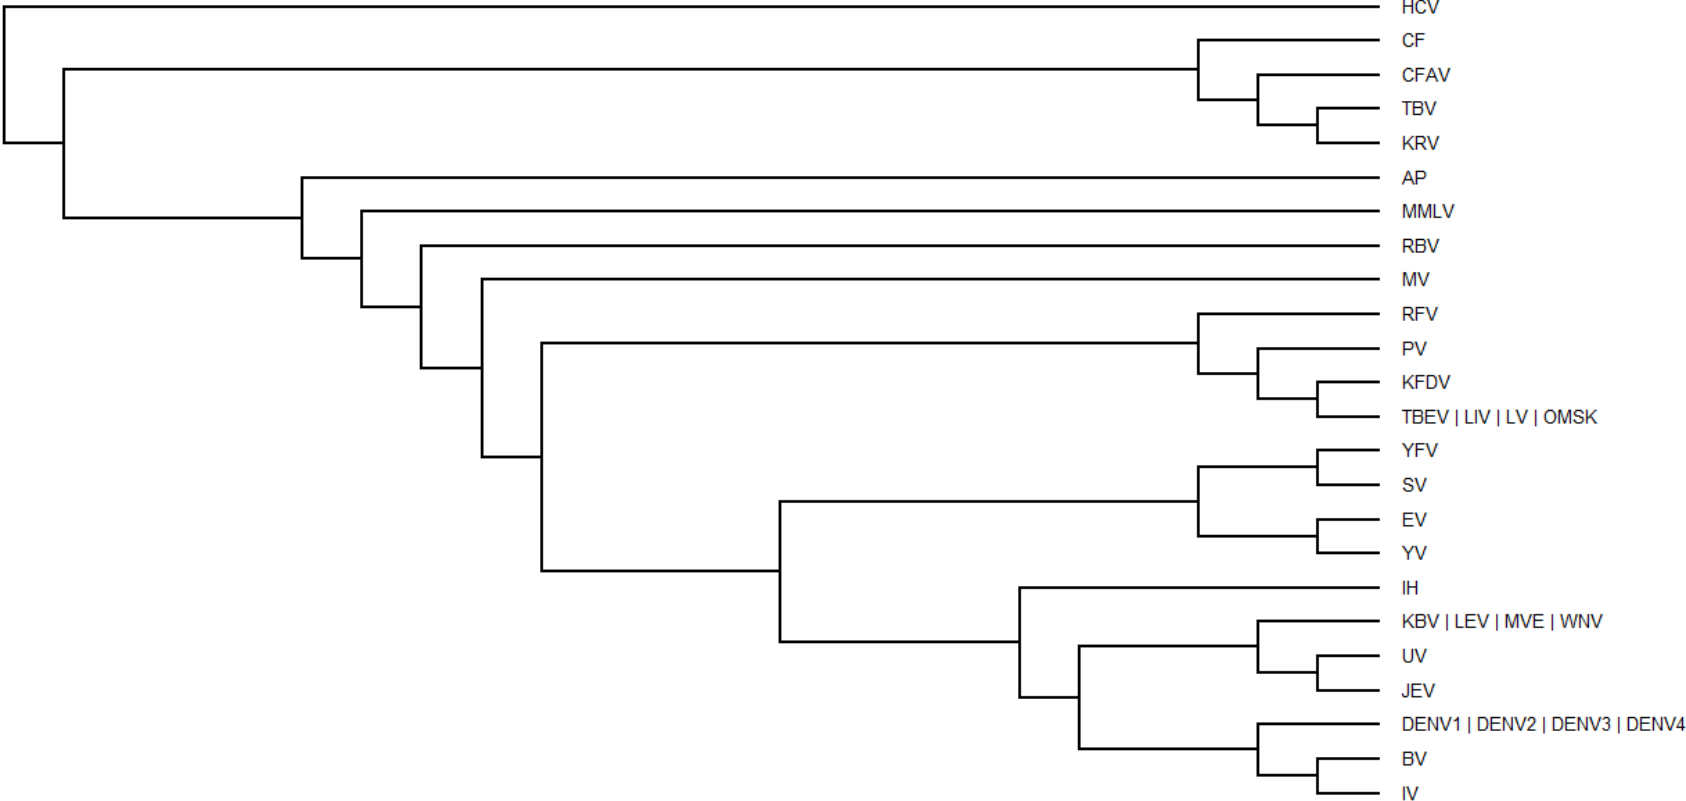 HCV
CF
CFAV
TBV
KRV
AP
MMLV
RBV
MV
RFV
PV
KFDV
TBEV | LIV | LV | OMSK
YFV
SV
EV
YV
IH
KBV | LEV | MVE | WNV
UV
JEV
DENV1 | DENV2 | DENV3 | DENV4
BV
IV